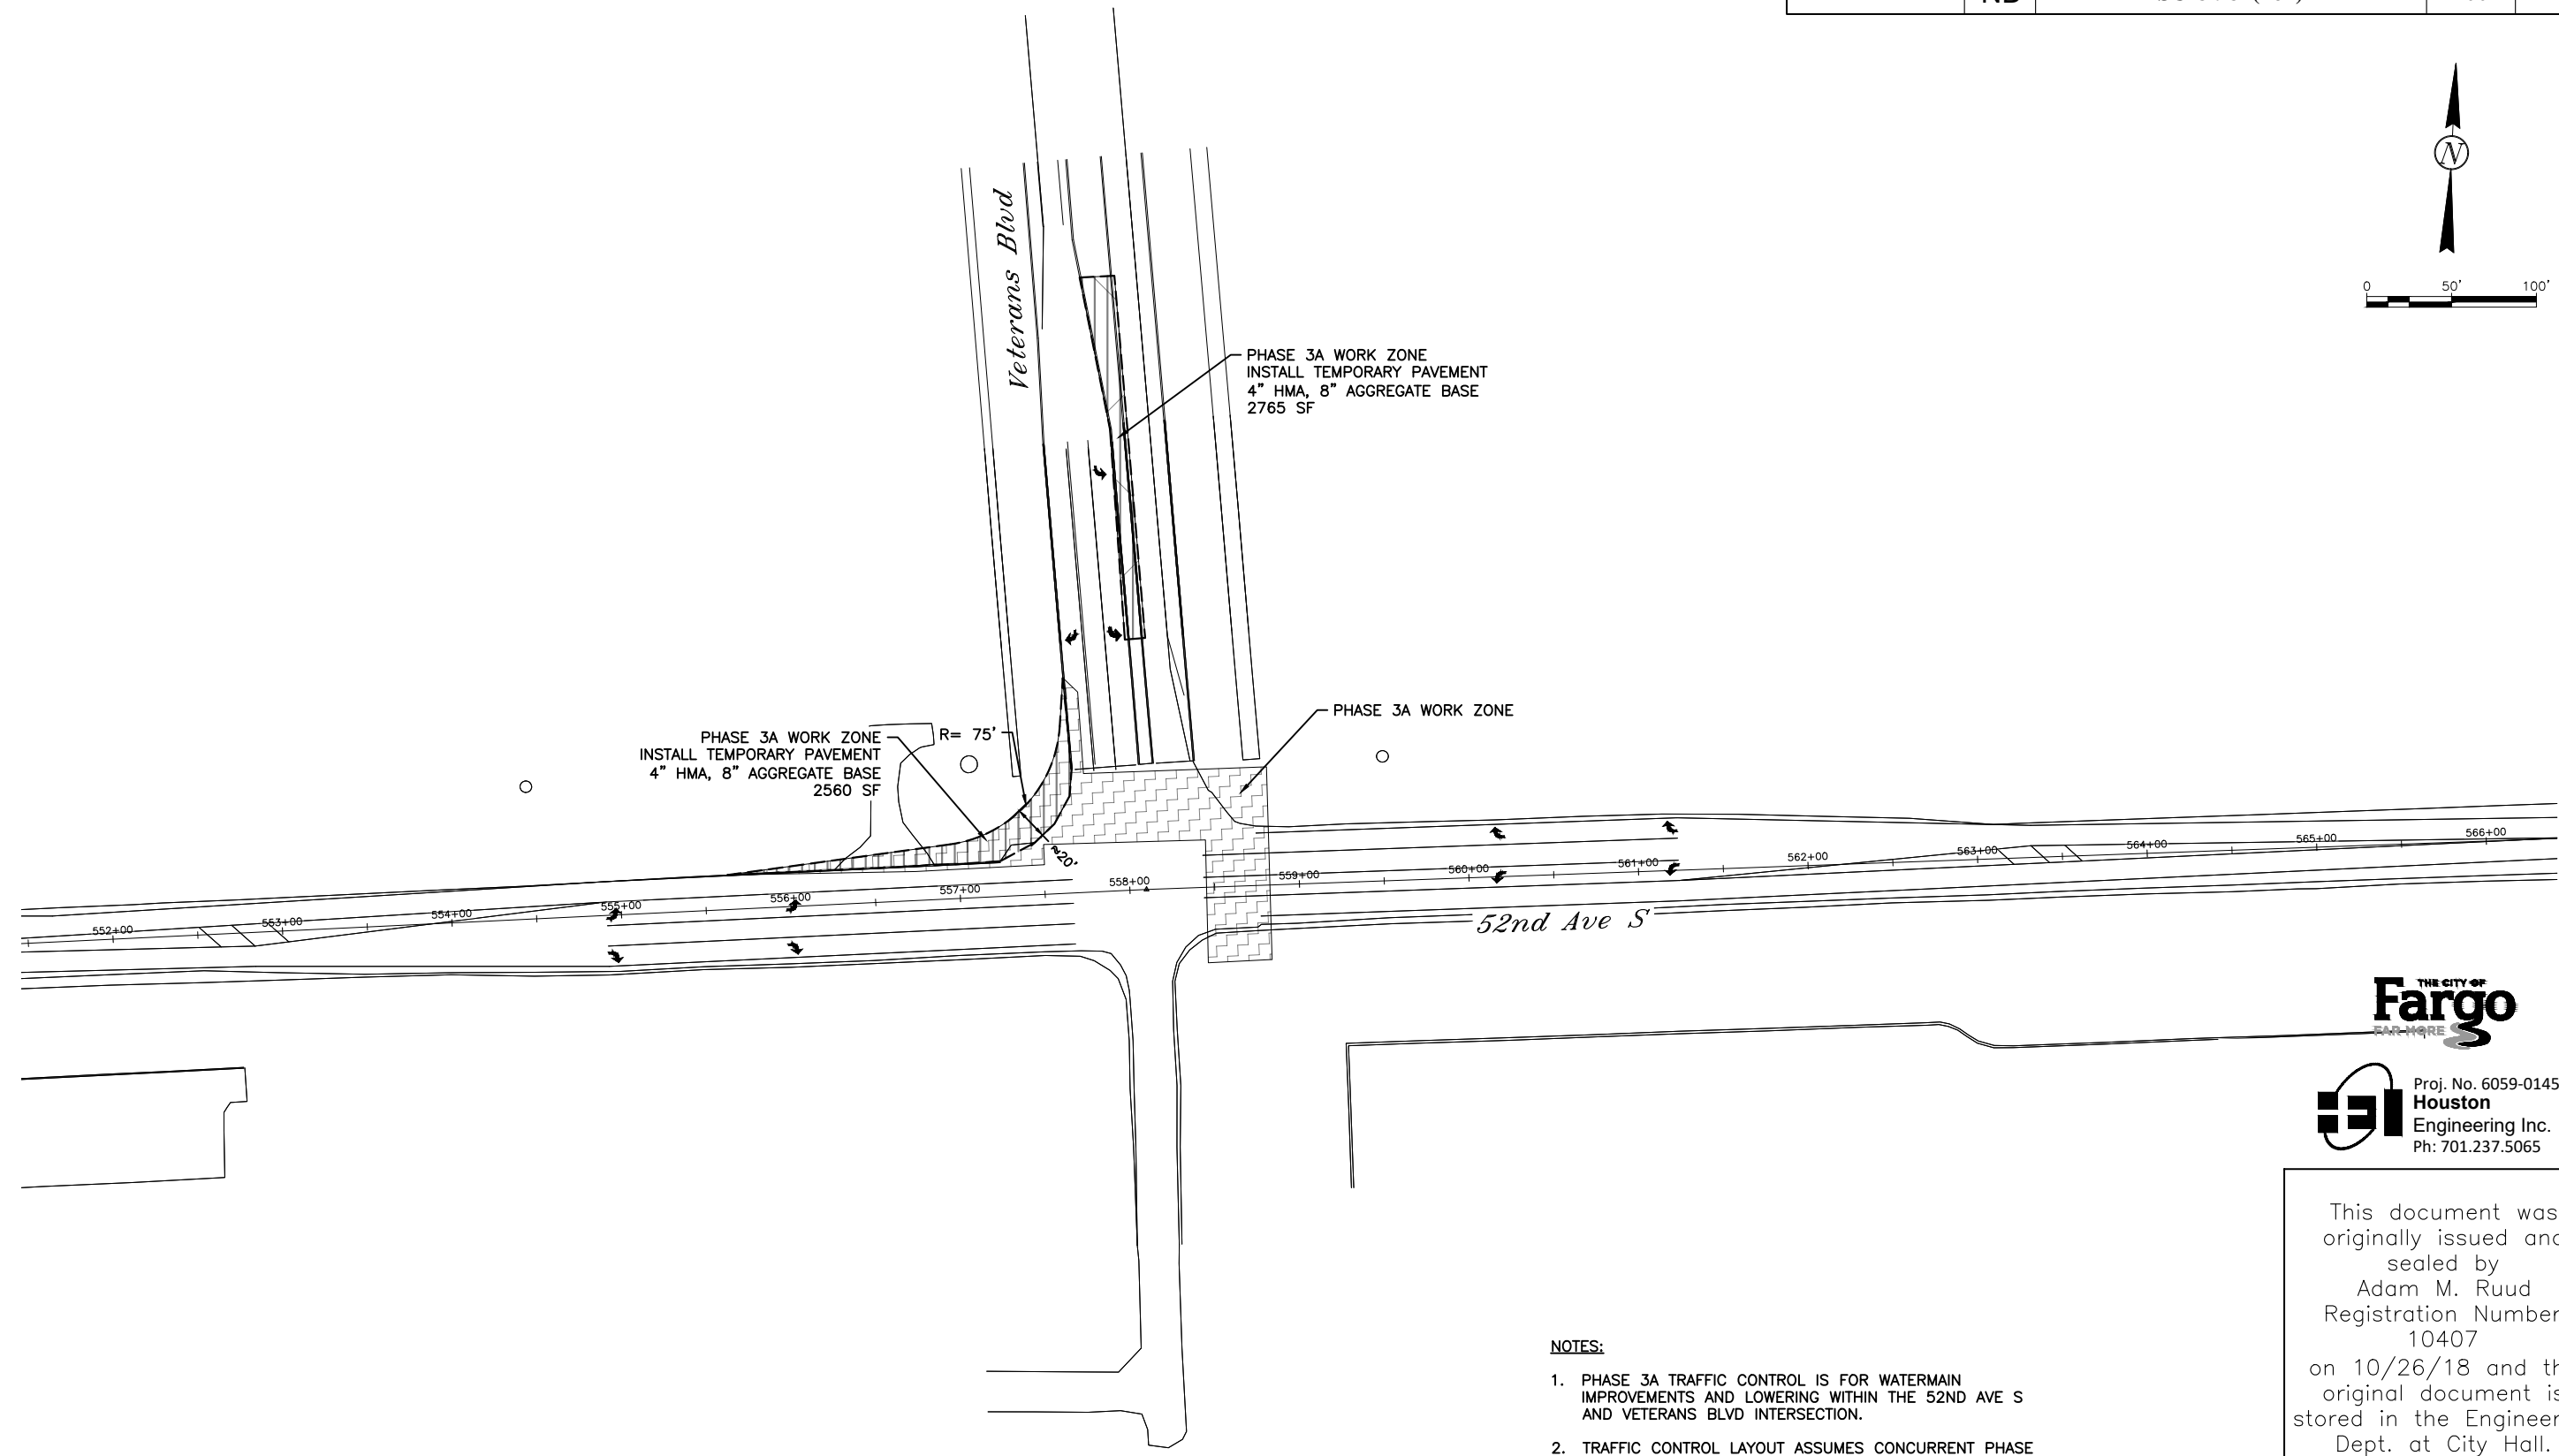 Veterans Blvd
N
0 50' 100'
PHASE 3A WORK ZONE
INSTALL TEMPORARY PAVEMENT
4" HMA, 8" AGGREGATE BASE
2765 SF
PHASE 3A WORK ZONE
PHASE 3A WORK ZONE
INSTALL TEMPORARY PAVEMENT
4" HMA, 8" AGGREGATE BASE
2560 SF
R= 75'
≈20'
552+00 553+00 554+00 555+00 556+00 557+00 558+00 559+00 560+00 561+00 562+00 563+00 564+00 565+00 566+00
52nd Ave S
THE CITY OF
Fargo
FAR MORE
Proj. No. 6059-0145
Houston
Engineering Inc.
Ph: 701.237.5065
This document was
originally issued and
sealed by
Adam M. Ruud
Registration Number
10407
on 10/26/18 and the
original document is
stored in the Engineer
Dept. at City Hall.
NOTES:
1. PHASE 3A TRAFFIC CONTROL IS FOR WATERMAIN
IMPROVEMENTS AND LOWERING WITHIN THE 52ND AVE S
AND VETERANS BLVD INTERSECTION.
2. TRAFFIC CONTROL LAYOUT ASSUMES CONCURRENT PHASE